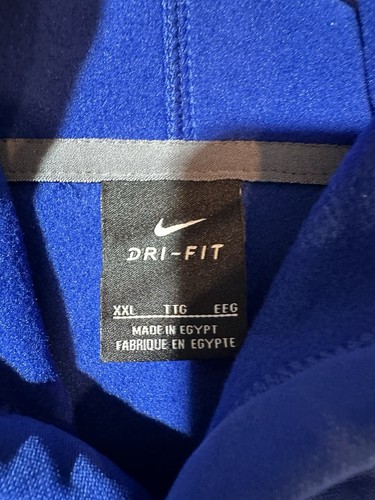 DRI-FIT
XXL TTG EEG
MADE IN EGYPT
FABRIQUE EN EGYPTE